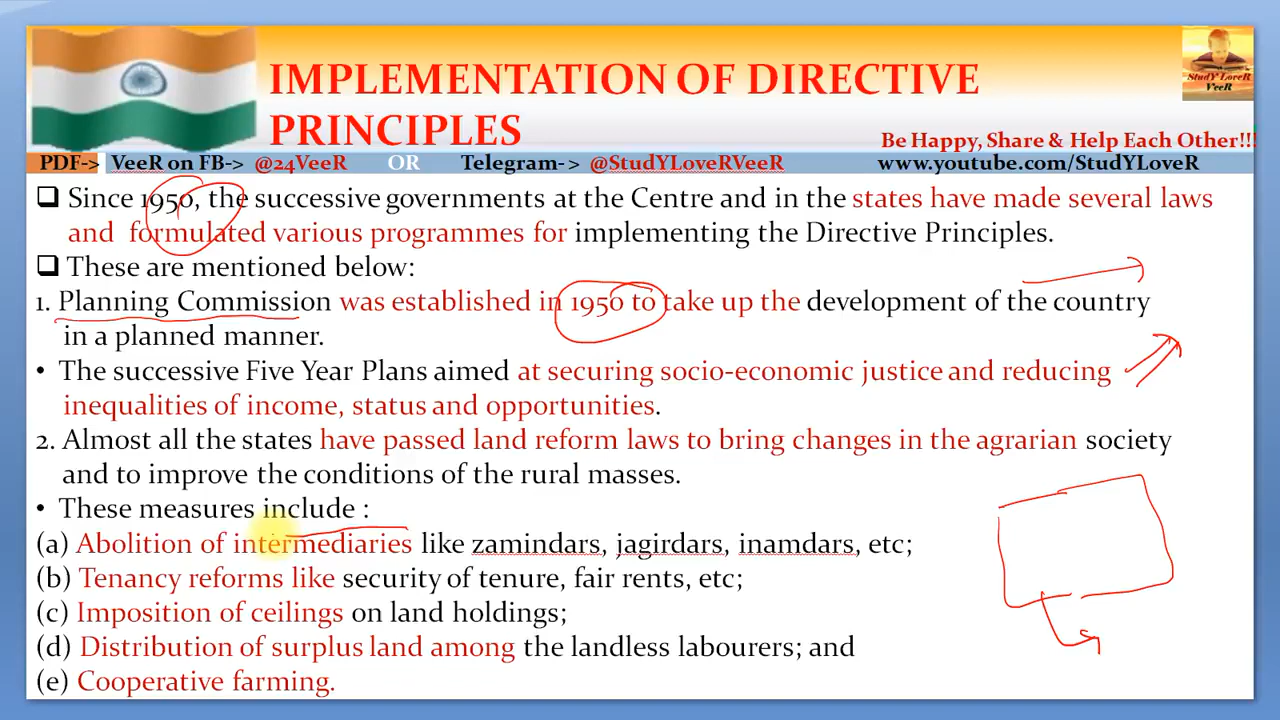 IMPLEMENTATION OF DIRECTIVE
PRINCIPLES
StudY LoveR
VeeR
Be Happy, Share & Help Each Other!!!
PDF-> VeeR on FB-> @24VeeR OR Telegram-> @StudYLoveRVeeR www.youtube.com/StudYLoveR
❑ Since 1950, the successive governments at the Centre and in the states have made several laws
and formulated various programmes for implementing the Directive Principles.
❑ These are mentioned below:
1. Planning Commission was established in 1950 to take up the development of the country
in a planned manner.
• The successive Five Year Plans aimed at securing socio-economic justice and reducing
inequalities of income, status and opportunities.
2. Almost all the states have passed land reform laws to bring changes in the agrarian society
and to improve the conditions of the rural masses.
• These measures include :
(a) Abolition of intermediaries like zamindars, jagirdars, inamdars, etc;
(b) Tenancy reforms like security of tenure, fair rents, etc;
(c) Imposition of ceilings on land holdings;
(d) Distribution of surplus land among the landless labourers; and
(e) Cooperative farming.